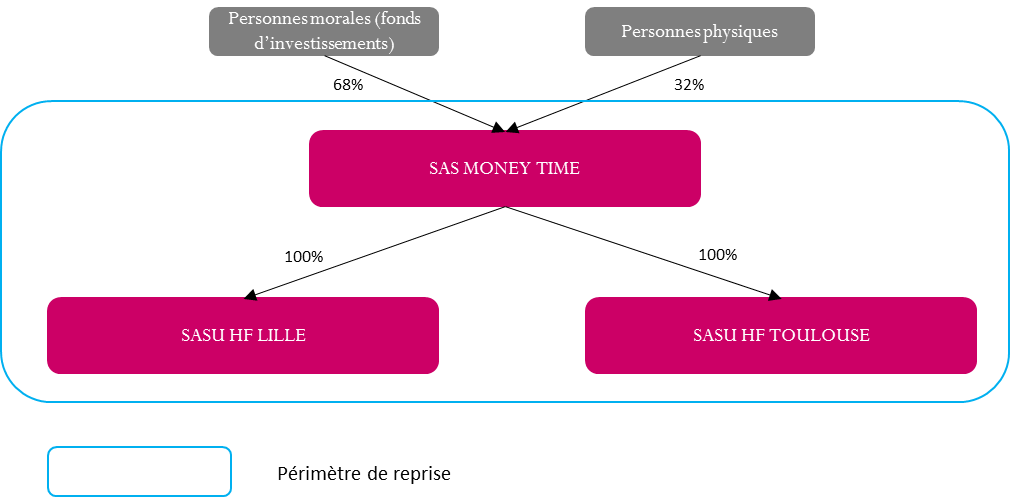 Personnes morales (fonds
d’investissements)
Personnes physiques
68%
32%
SAS MONEY TIME
100%
100%
SASU HF LILLE
SASU HF TOULOUSE
Périmètre de reprise